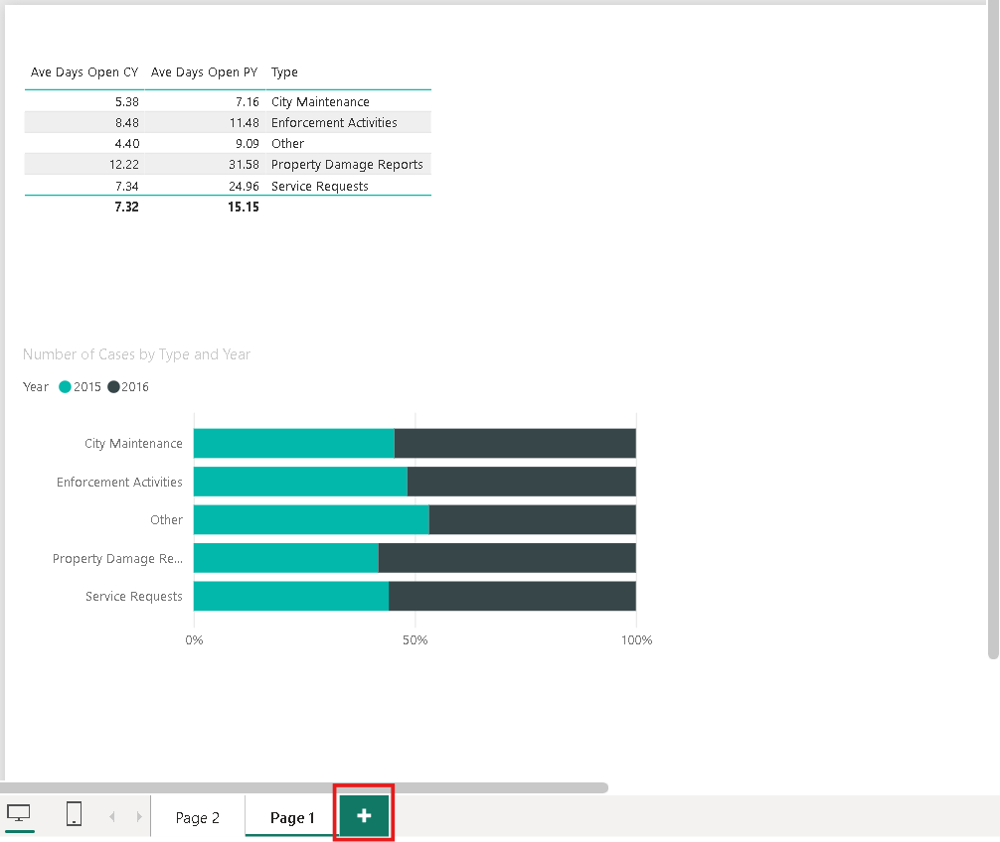 Ave Days Open CY Ave Days Open PY Type
5.38 7.16 City Maintenance
8.48 11.48 Enforcement Activities
4.40 9.09 Other
12.22 31.58 Property Damage Reports
7.34 24.96 Service Requests
7.32 15.15
Number of Cases by Type and Year
Year 2015 2016
City Maintenance
Enforcement Activities
Other
Property Damage Re...
Service Requests
0% 50% 100%
Page 2 Page 1 +